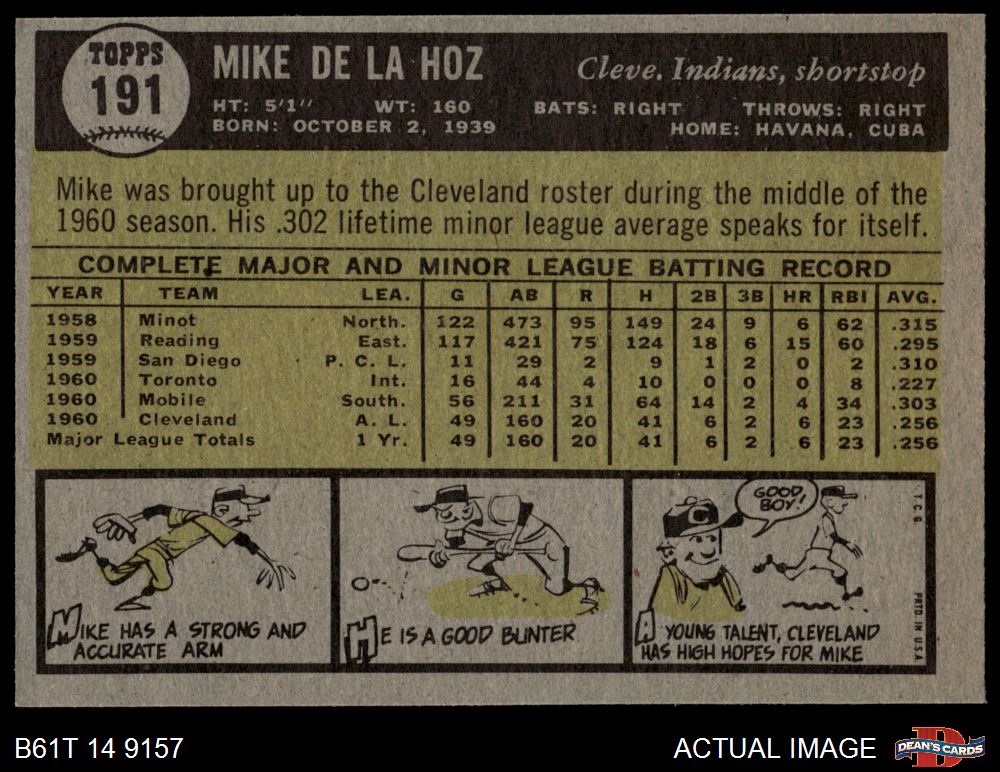 TOPPS
191
MIKE DE LA HOZ
Cleve. Indians, shortstop
HT: 5'1" WT: 160 BATS: RIGHT THROWS: RIGHT
BORN: OCTOBER 2, 1939 HOME: HAVANA, CUBA
Mike was brought up to the Cleveland roster during the middle of the
1960 season. His .302 lifetime minor league average speaks for itself.
COMPLETE MAJOR AND MINOR LEAGUE BATTING RECORD
YEAR TEAM LEA. G AB R H 2B 3B HR RBI AVG.
1958 Minot North. 122 473 95 149 24 9 6 62 .315
1959 Reading East. 117 421 75 124 18 6 15 60 .295
1959 San Diego P. C. L. 11 29 2 9 1 2 0 2 .310
1960 Toronto Int. 16 44 4 10 0 0 0 8 .227
1960 Mobile South. 56 211 31 64 14 2 4 34 .303
1960 Cleveland A. L. 49 160 20 41 6 2 6 23 .256
Major League Totals 1 Yr. 49 160 20 41 6 2 6 23 .256
MIKE HAS A STRONG AND
ACCURATE ARM
HE IS A GOOD BUNTER
GOOD
BOY!
C
A YOUNG TALENT, CLEVELAND
HAS HIGH HOPES FOR MIKE
T.C.G.
PRTD. IN U.S.A.
B61T 14 9157
ACTUAL IMAGE
D
DEAN'S CARDS